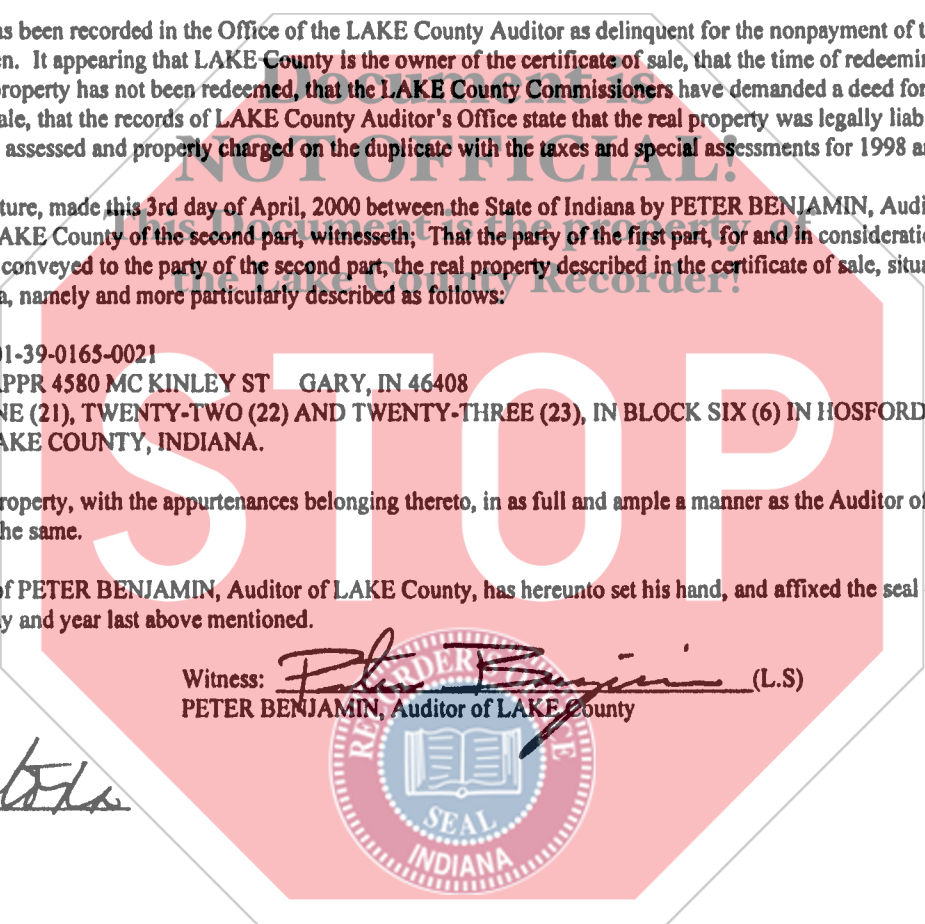 as been recorded in the Office of the LAKE County Auditor as delinquent for the nonpayment of t
en. It appearing that LAKE County is the owner of the certificate of sale, that the time of redeemin
property has not been redeemed, that the LAKE County Commissioners have demanded a deed for
ale, that the records of LAKE County Auditor's Office state that the real property was legally liab
assessed and properly charged on the duplicate with the taxes and special assessments for 1998 a
Document is
NOT OFFICIAL!
This Document is the property of
the Lake County Recorder!
ture, made this 3rd day of April, 2000 between the State of Indiana by PETER BENJAMIN, Audi
AKE County of the second part, witnesseth; That the party of the first part, for and in consideratio
conveyed to the party of the second part, the real property described in the certificate of sale, situa
a, namely and more particularly described as follows:
01-39-0165-0021
APPR 4580 MC KINLEY ST GARY, IN 46408
NE (21), TWENTY-TWO (22) AND TWENTY-THREE (23), IN BLOCK SIX (6) IN HOSFORD
AKE COUNTY, INDIANA.
STOP
roperty, with the appurtenances belonging thereto, in as full and ample a manner as the Auditor of
he same.
of PETER BENJAMIN, Auditor of LAKE County, has hereunto set his hand, and affixed the seal
y and year last above mentioned.
Witness: Peter Benjamin (L.S)
PETER BENJAMIN, Auditor of LAKE County
RECORDER'S OFFICE
SEAL
INDIANA